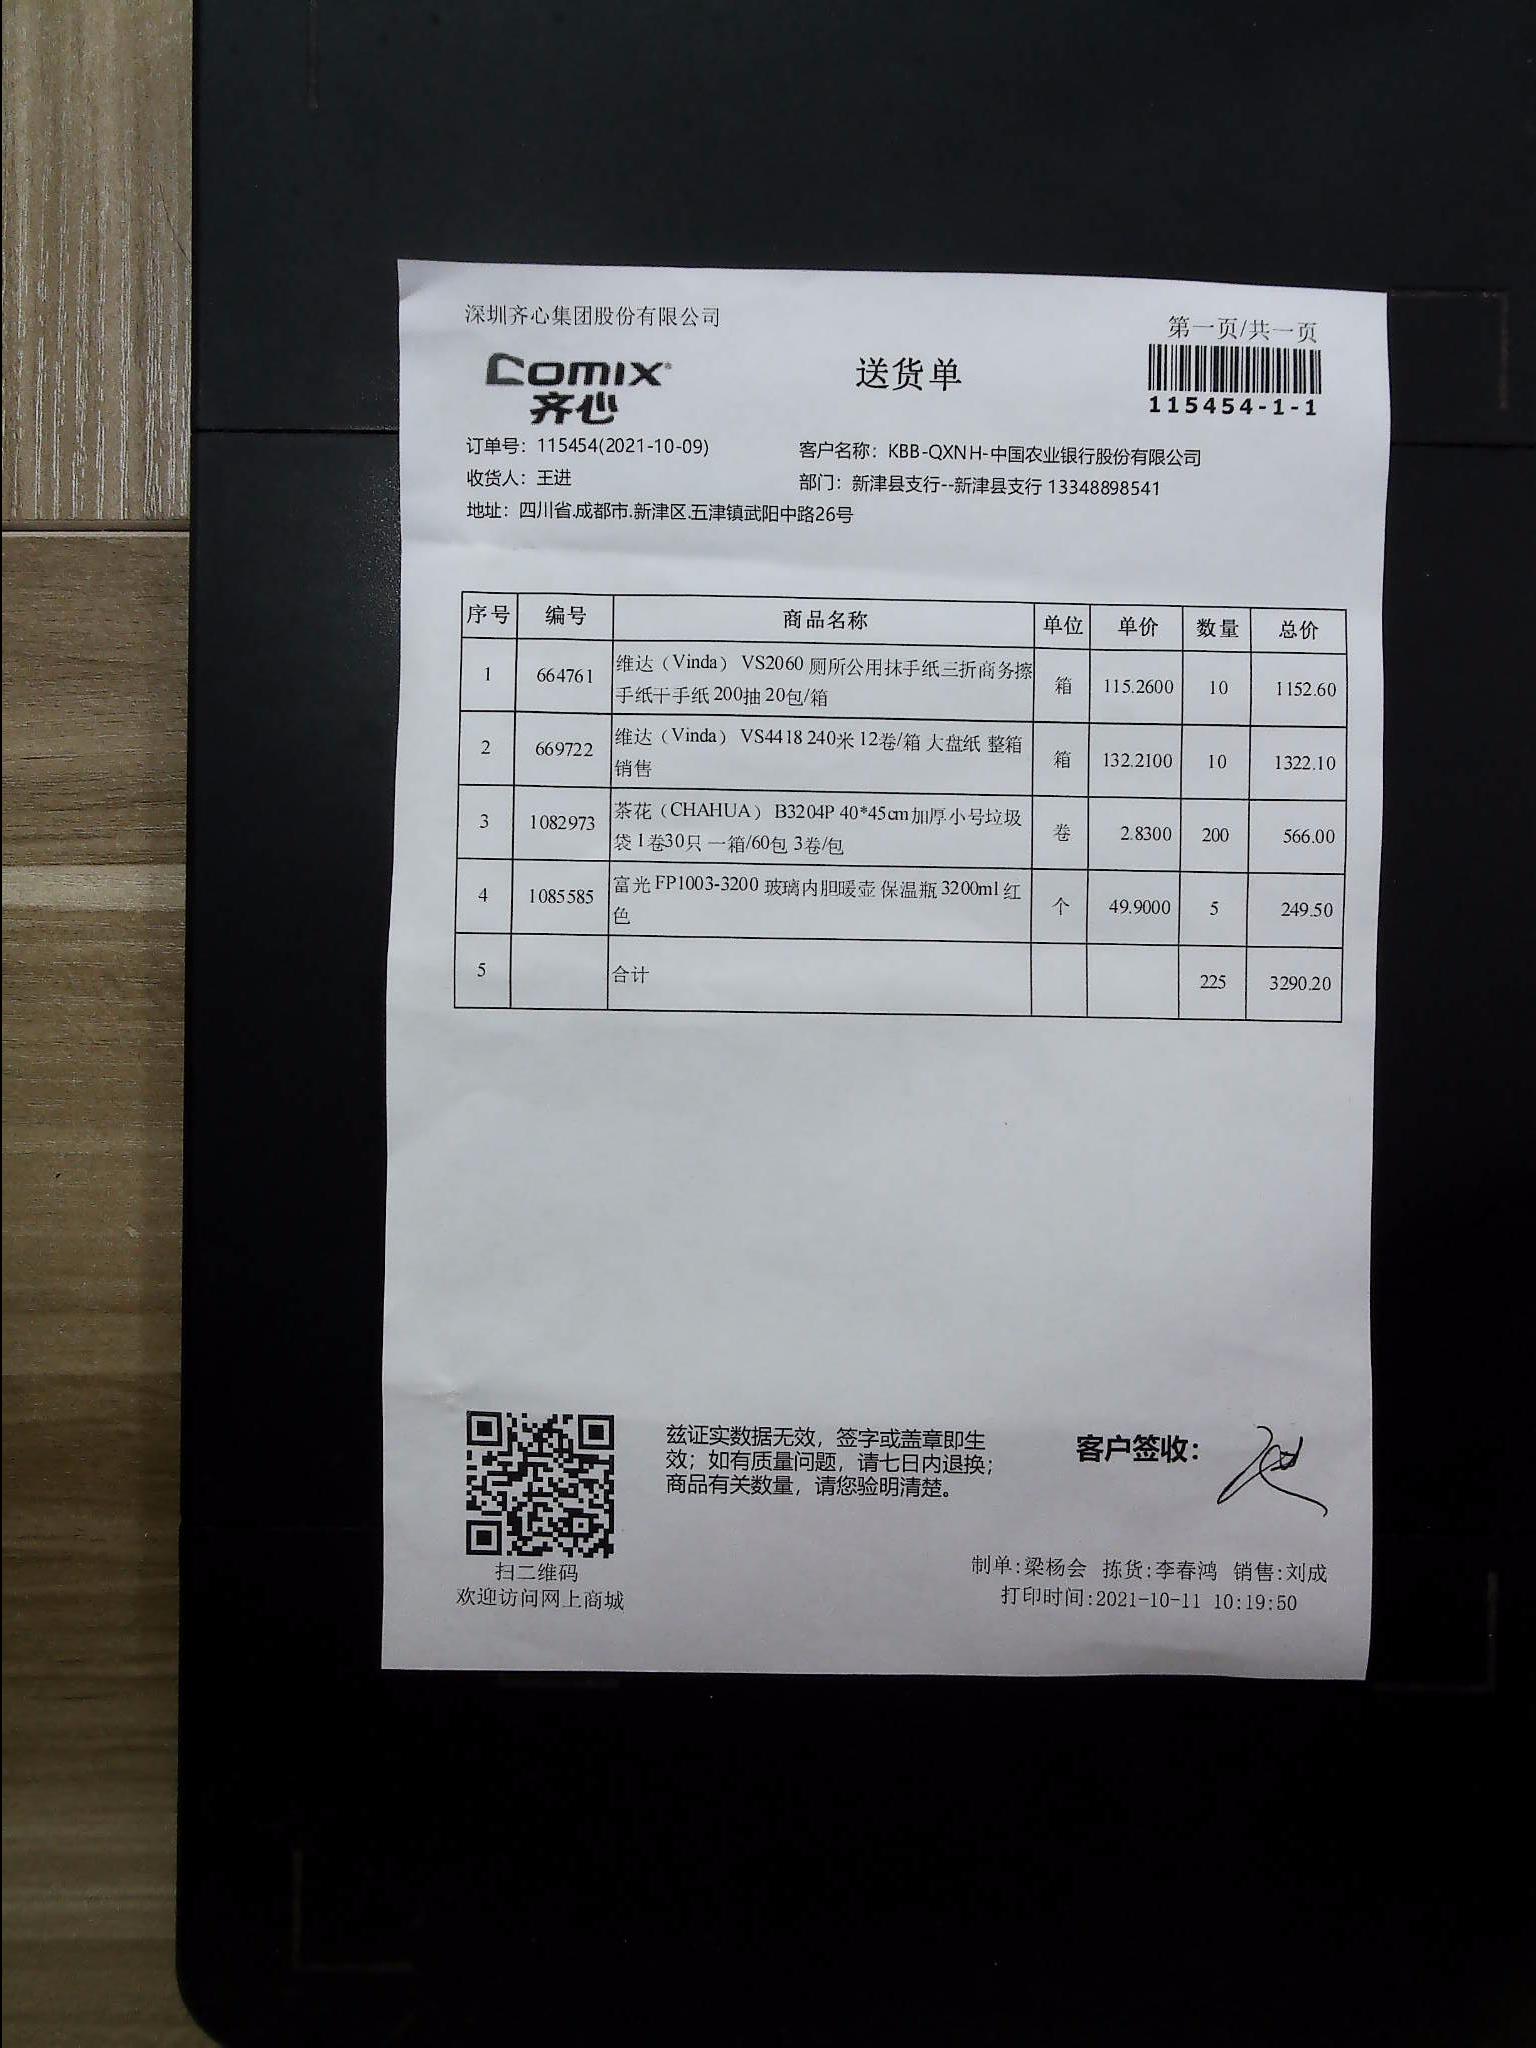 深圳齐心集团股份有限公司
第一页/共一页
comix®
齐心
送货单
115454-1-1
订单号：115454(2021-10-09)
客户名称：KBB-QXNH-中国农业银行股份有限公司
收货人：王进
部门：新津县支行--新津县支行 13348898541
地址：四川省.成都市.新津区.五津镇武阳中路26号
序号 编号 商品名称 单位 单价 数量 总价
1 664761 维达（Vinda） VS2060 厕所公用抹手纸三折商务擦 箱 115.2600 10 1152.60
手纸干手纸 200抽 20包/箱
2 669722 维达（Vinda） VS4418 240米 12卷/箱 大盘纸 整箱 箱 132.2100 10 1322.10
销售
3 1082973 茶花（CHAHUA） B3204P 40*45cm加厚小号垃圾 卷 2.8300 200 566.00
袋 1卷30只 一箱/60包 3卷/包
4 1085585 富光 FP1003-3200 玻璃内胆暖壶 保温瓶 3200ml 红 个 49.9000 5 249.50
色
5 合计 225 3290.20
兹证实数据无效，签字或盖章即生
效；如有质量问题，请七日内退换；
商品有关数量，请您验明清楚。
客户签收：
扫二维码
欢迎访问网上商城
制单:梁杨会 拣货:李春鸿 销售:刘成
打印时间:2021-10-11 10:19:50